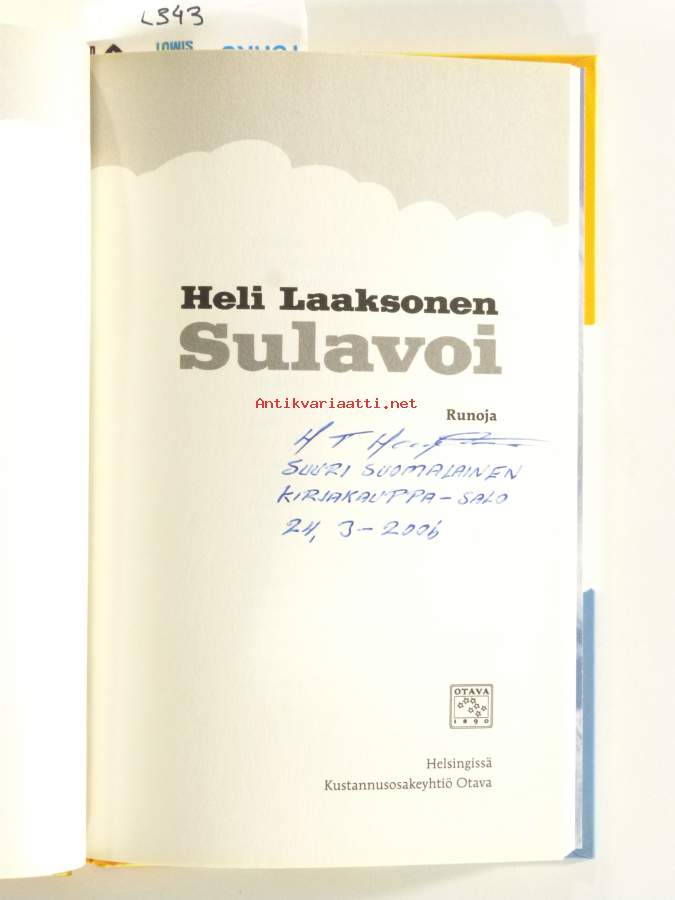 L343
Heli Laaksonen
Sulavoi
Antikvariaatti.net
Runoja
H T
SUURI SUOMALAINEN
KIRJAKAUPPA - SALO
24, 3 - 2006
OTAVA
1890
Helsingissä
Kustannusosakeyhtiö Otava